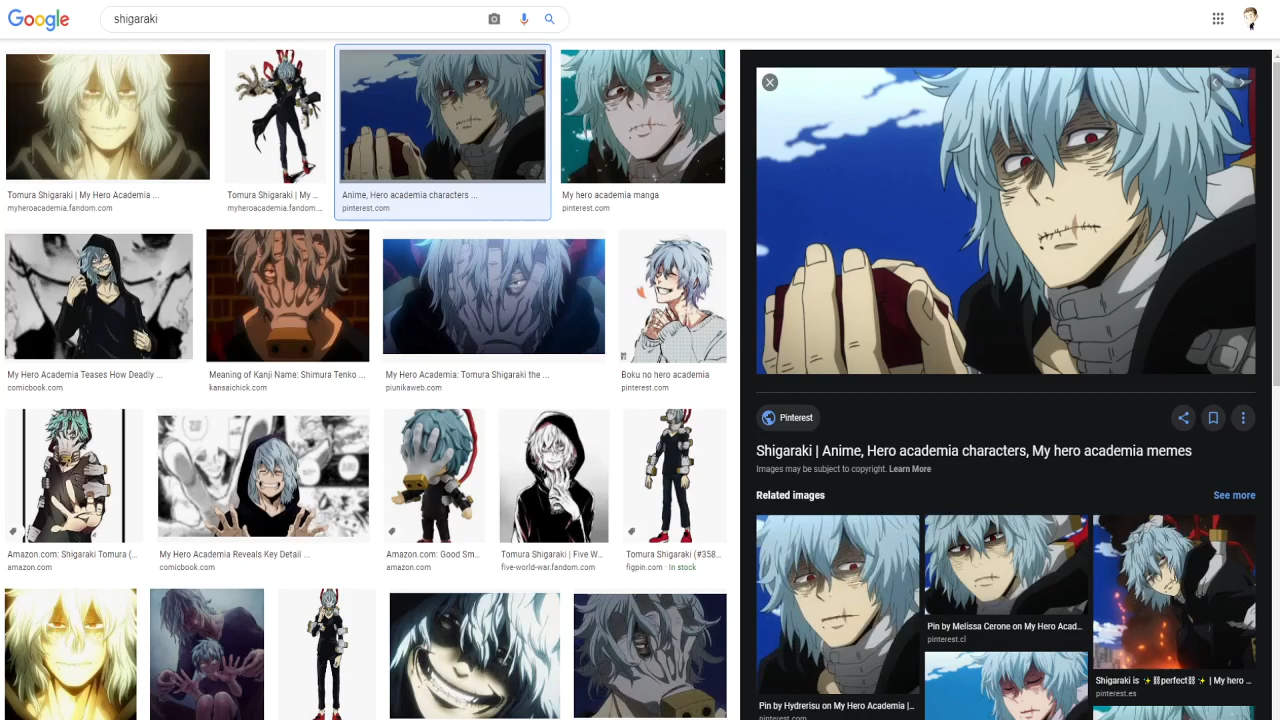 Google
shigaraki
Tomura Shigaraki | My Hero Academia ...
myheroacademia.fandom.com
Tomura Shigaraki | My ...
myheroacademia.fandom....
Anime, Hero academia characters ...
pinterest.com
My hero academia manga
pinterest.com
My Hero Academia Teases How Deadly ...
comicbook.com
Meaning of Kanji Name: Shimura Tenko ...
kansaichick.com
My Hero Academia: Tomura Shigaraki the ...
piunikaweb.com
Boku no hero academia
pinterest.com
Amazon.com: Shigaraki Tomura (...
amazon.com
My Hero Academia Reveals Key Detail ...
comicbook.com
Amazon.com: Good Sm...
amazon.com
Tomura Shigaraki | Five W...
five-world-war.fandom.com
Tomura Shigaraki (#358...
figpin.com · In stock
Pinterest
Shigaraki | Anime, Hero academia characters, My hero academia memes
Images may be subject to copyright. Learn More
Related images
See more
Pin by Melissa Cerone on My Hero Acad...
pinterest.cl
Shigaraki is ✨⛓perfect⛓✨ | My hero ...
pinterest.es
Pin by Hydrerisu on My Hero Academia |...
pinterest.com